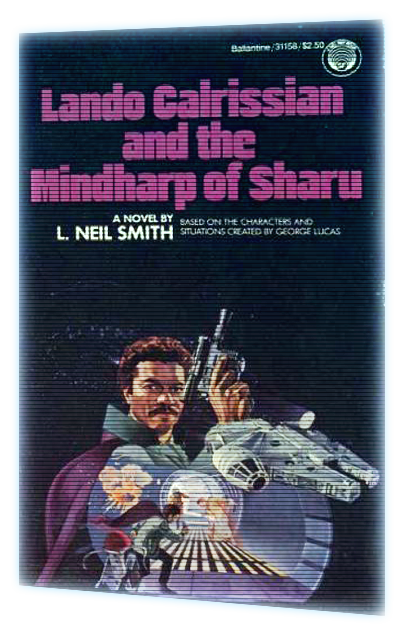 Ballantine/31158/$2.50
Lando Calrissian
and the
Mindharp of Sharu
A NOVEL BY
L. NEIL SMITH
BASED ON THE CHARACTERS AND
SITUATIONS CREATED BY GEORGE LUCAS